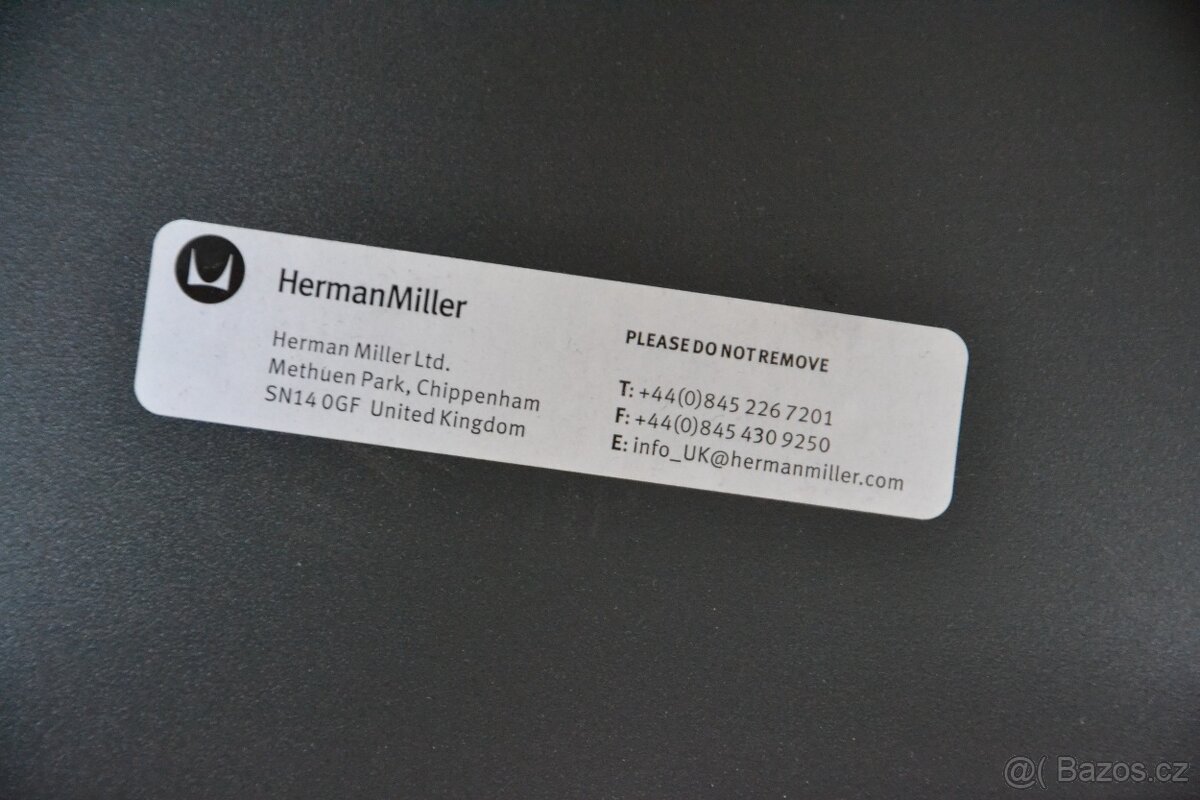 HermanMiller
Herman Miller Ltd.
Methuen Park, Chippenham
SN14 0GF United Kingdom
PLEASE DO NOT REMOVE
T: +44(0)845 226 7201
F: +44(0)845 430 9250
E: info_UK@hermanmiller.com
@( Bazos.cz